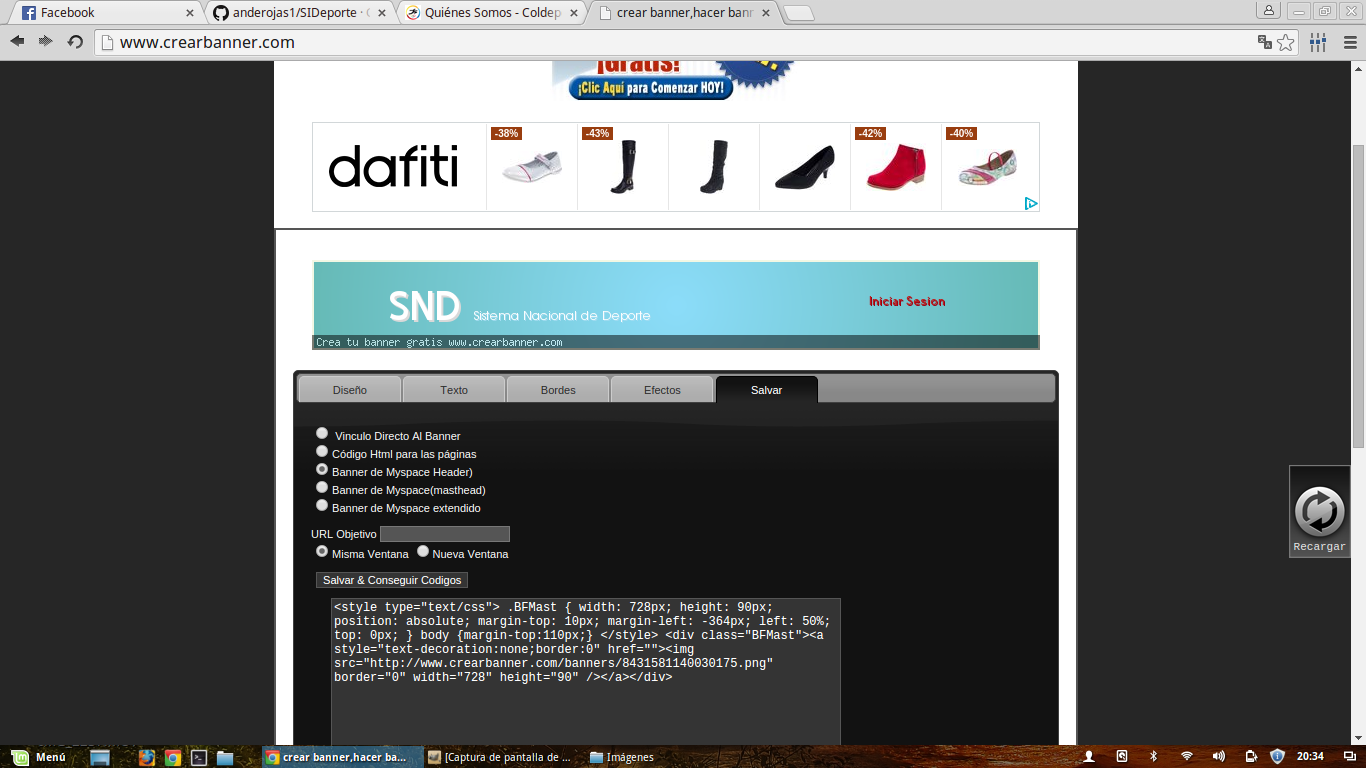 Facebook
anderojas1/SIDeporte · G
Quiénes Somos - Coldep
crear banner,hacer bann
www.crearbanner.com
¡Gratis!
¡Clic Aquí para Comenzar HOY!
dafiti
-38%
-43%
-42%
-40%
SND Sistema Nacional de Deporte
Iniciar Sesion
Crea tu banner gratis www.crearbanner.com
Diseño
Texto
Bordes
Efectos
Salvar
Vinculo Directo Al Banner
Código Html para las páginas
Banner de Myspace Header)
Banner de Myspace(masthead)
Banner de Myspace extendido
URL Objetivo
Misma Ventana
Nueva Ventana
Salvar & Conseguir Codigos
<style type="text/css"> .BFMast { width: 728px; height: 90px;
position: absolute; margin-top: 10px; margin-left: -364px; left: 50%;
top: 0px; } body {margin-top:110px;} </style> <div class="BFMast"><a
style="text-decoration:none;border:0" href=""><img
src="http://www.crearbanner.com/banners/8431581140030175.png"
border="0" width="728" height="90" /></a></div>
Recargar
Menú
crear banner,hacer ba...
[Captura de pantalla de ...
Imágenes
20:34